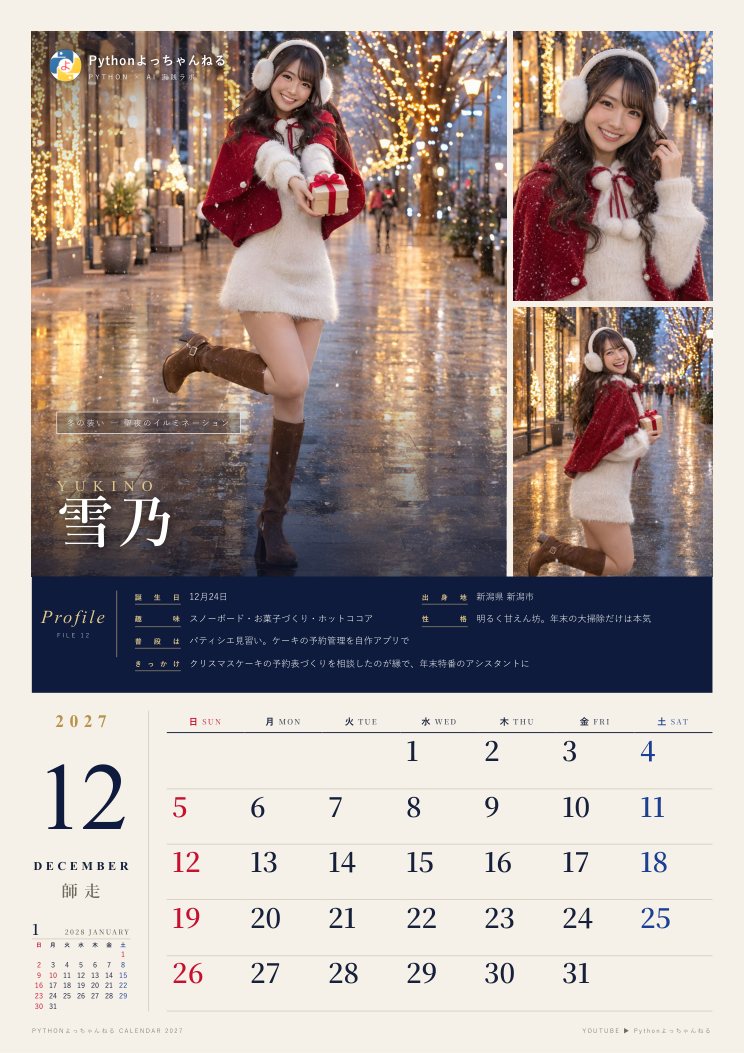 Pythonよっちゃんねる
PYTHON × AI 実践ラボ
冬の装い — 聖夜のイルミネーション
YUKINO
雪乃
Profile
FILE 12
誕生日 12月24日
出身地 新潟県 新潟市
趣味 スノーボード・お菓子づくり・ホットココア
性格 明るく甘えん坊。年末の大掃除だけは本気
普段は パティシエ見習い。ケーキの予約管理を自作アプリで
きっかけ クリスマスケーキの予約表づくりを相談したのが縁で、年末特番のアシスタントに
2027
12
DECEMBER
師走
日 SUN 月 MON 火 TUE 水 WED 木 THU 金 FRI 土 SAT
1 2 3 4
5 6 7 8 9 10 11
12 13 14 15 16 17 18
19 20 21 22 23 24 25
26 27 28 29 30 31
1 2028 JANUARY
日 月 火 水 木 金 土
1
2 3 4 5 6 7 8
9 10 11 12 13 14 15
16 17 18 19 20 21 22
23 24 25 26 27 28 29
30 31
PYTHONよっちゃんねる CALENDAR 2027
YOUTUBE ▶ Pythonよっちゃんねる